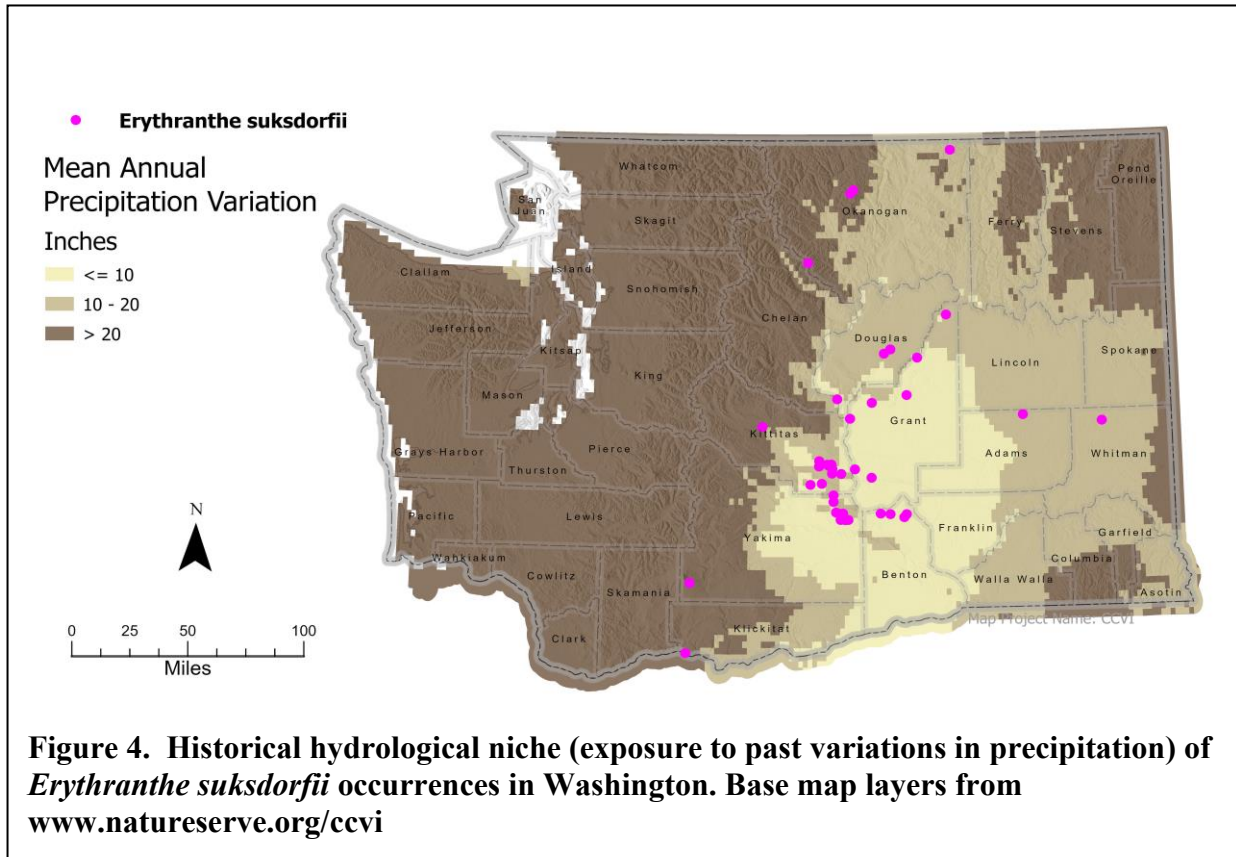 Erythranthe suksdorfii
Mean Annual
Precipitation Variation
Inches
<= 10
10 - 20
> 20
Whatcom
Pend
Oreille
San
Juan
Okanogan
Ferry
Skagit
Stevens
Clallam
Island
Snohomish
Chelan
Jefferson
Douglas
Kitsap
Lincoln
Spokane
King
Mason
Grant
Kittitas
Grays Harbor
Pierce
Adams
Whitman
Thurston
Pacific
Lewis
Franklin
Garfield
Yakima
Wahkiakum
Columbia
Cowlitz
Benton
Walla Walla
Skamania
Asotin
Map Project Name: CCVI
Klickitat
Clark
N
0 25 50 100
Miles
Figure 4. Historical hydrological niche (exposure to past variations in precipitation) of
Erythranthe suksdorfii occurrences in Washington. Base map layers from
www.natureserve.org/ccvi